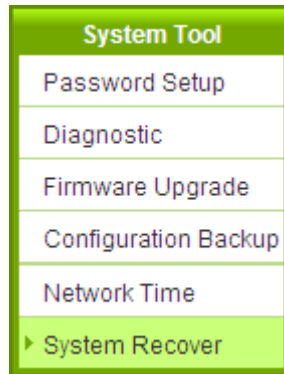 System Tool
Password Setup
Diagnostic
Firmware Upgrade
Configuration Backup
Network Time
System Recover